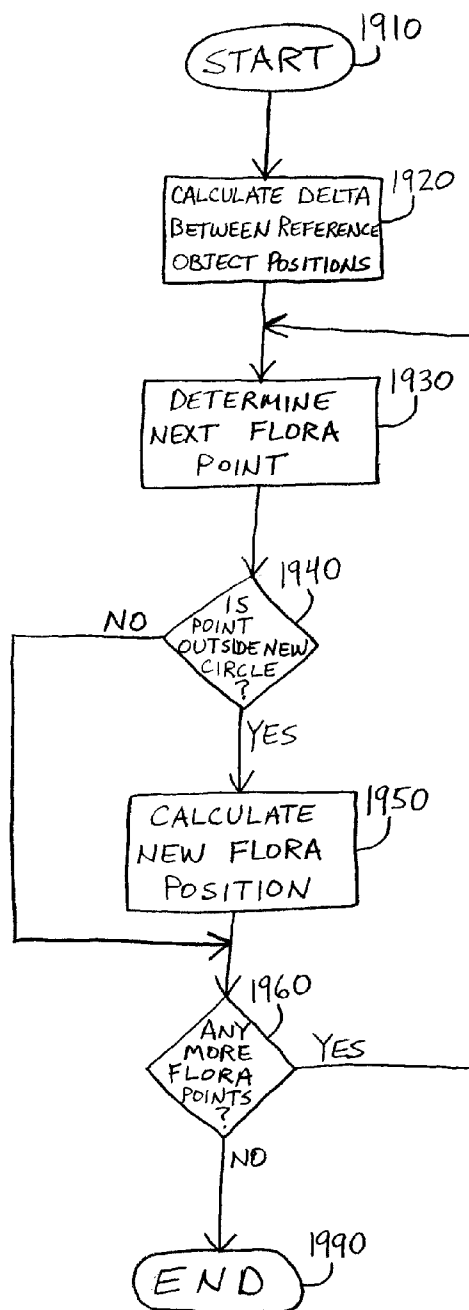 1910
START
1920
CALCULATE DELTA
BETWEEN REFERENCE
OBJECT POSITIONS
1930
DETERMINE
NEXT FLORA
POINT
1940
NO
IS
POINT
OUTSIDE NEW
CIRCLE
?
YES
1950
CALCULATE
NEW FLORA
POSITION
1960
ANY
MORE
FLORA
POINTS
?
YES
NO
1990
END